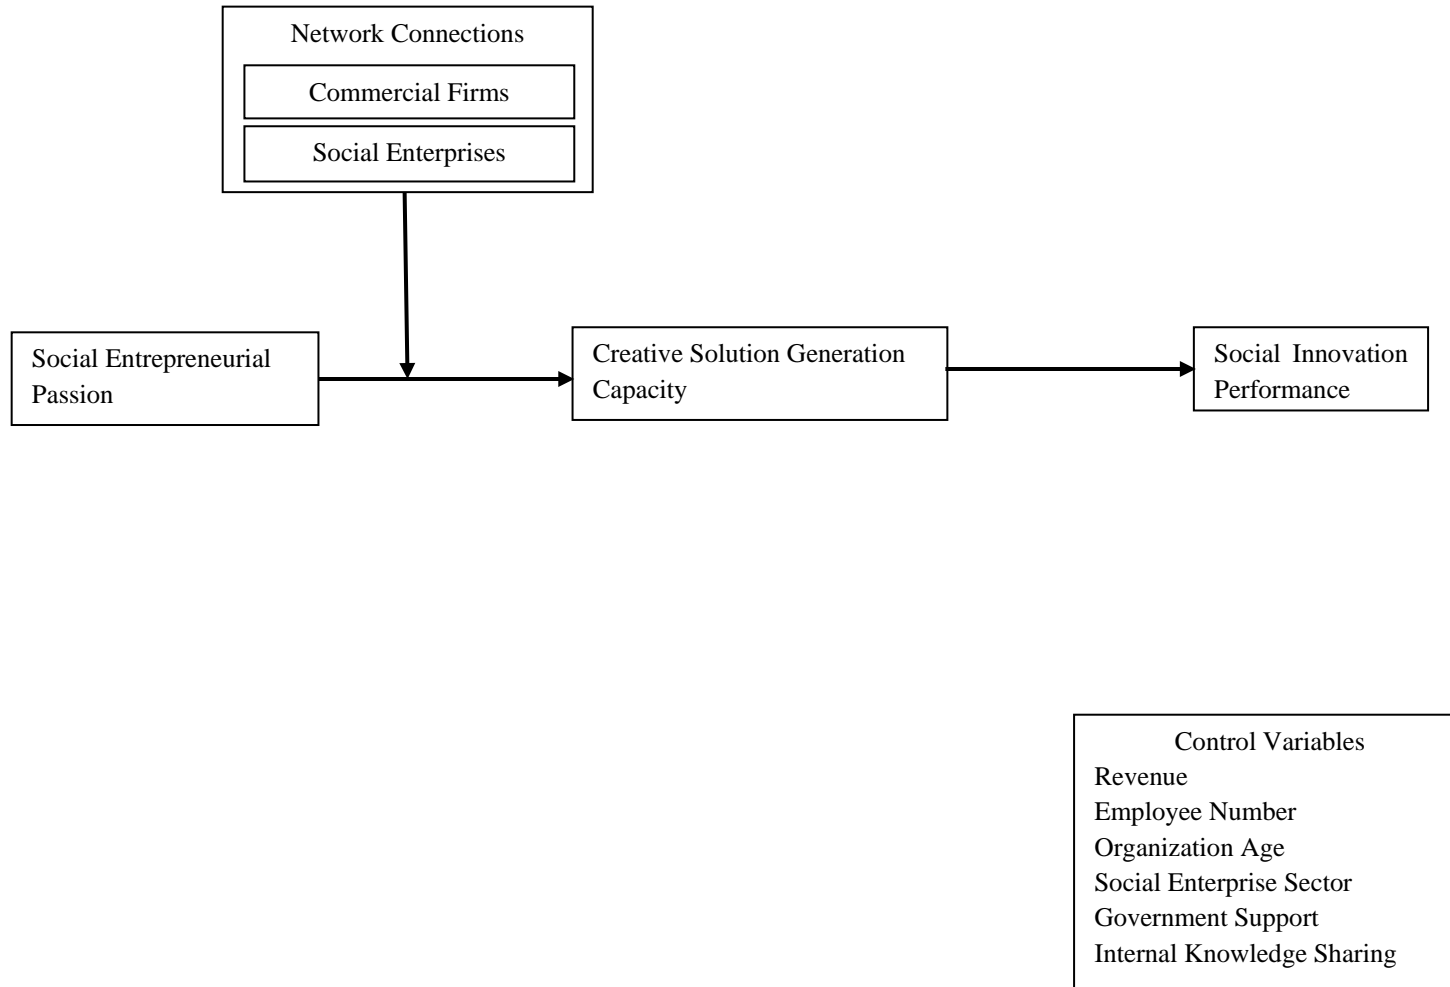 Network Connections
Commercial Firms
Social Enterprises
Social Entrepreneurial
Passion
Creative Solution Generation
Capacity
Social Innovation
Performance
Control Variables
Revenue
Employee Number
Organization Age
Social Enterprise Sector
Government Support
Internal Knowledge Sharing